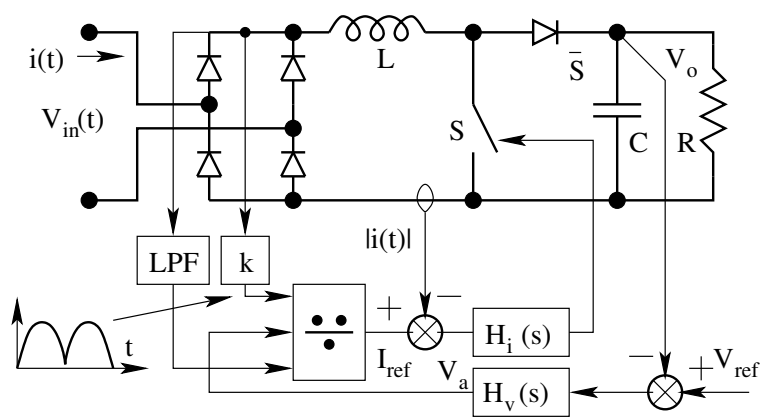 i(t)
L
S̄
V_o
V_in(t)
S
C
R
|i(t)|
LPF
k
+
−
H_i (s)
t
I_ref
V_a
H_v(s)
−
+
V_ref